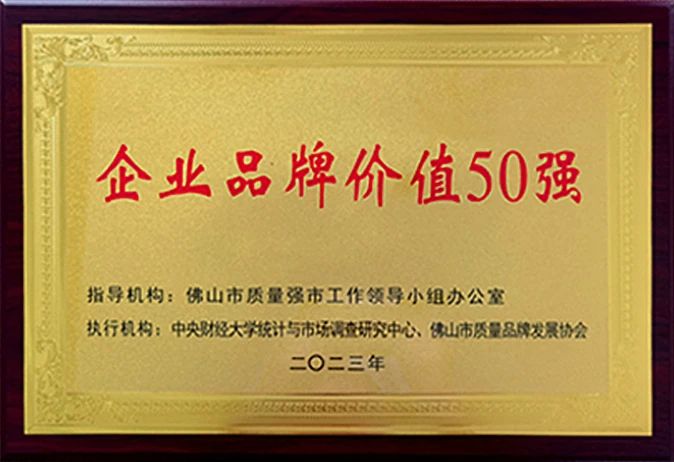 企业品牌价值50强
指导机构：佛山市质量强市工作领导小组办公室
执行机构：中央财经大学统计与市场调查研究中心、佛山市质量品牌发展协会
二〇二三年